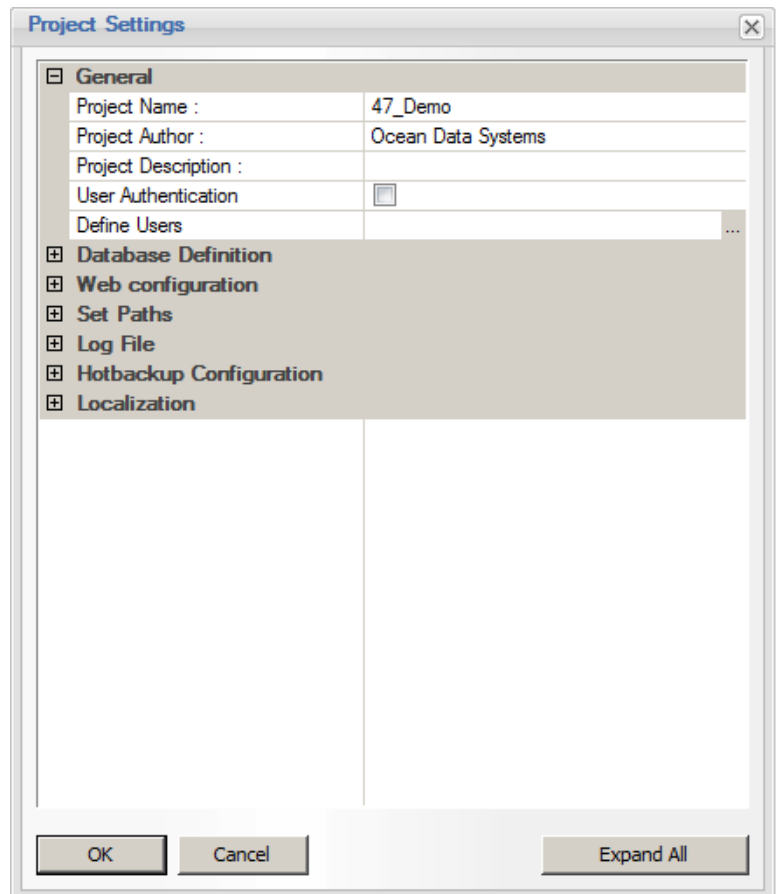 Project Settings
General
Project Name : 47_Demo
Project Author : Ocean Data Systems
Project Description :
User Authentication
Define Users ...
Database Definition
Web configuration
Set Paths
Log File
Hotbackup Configuration
Localization
OK Cancel Expand All